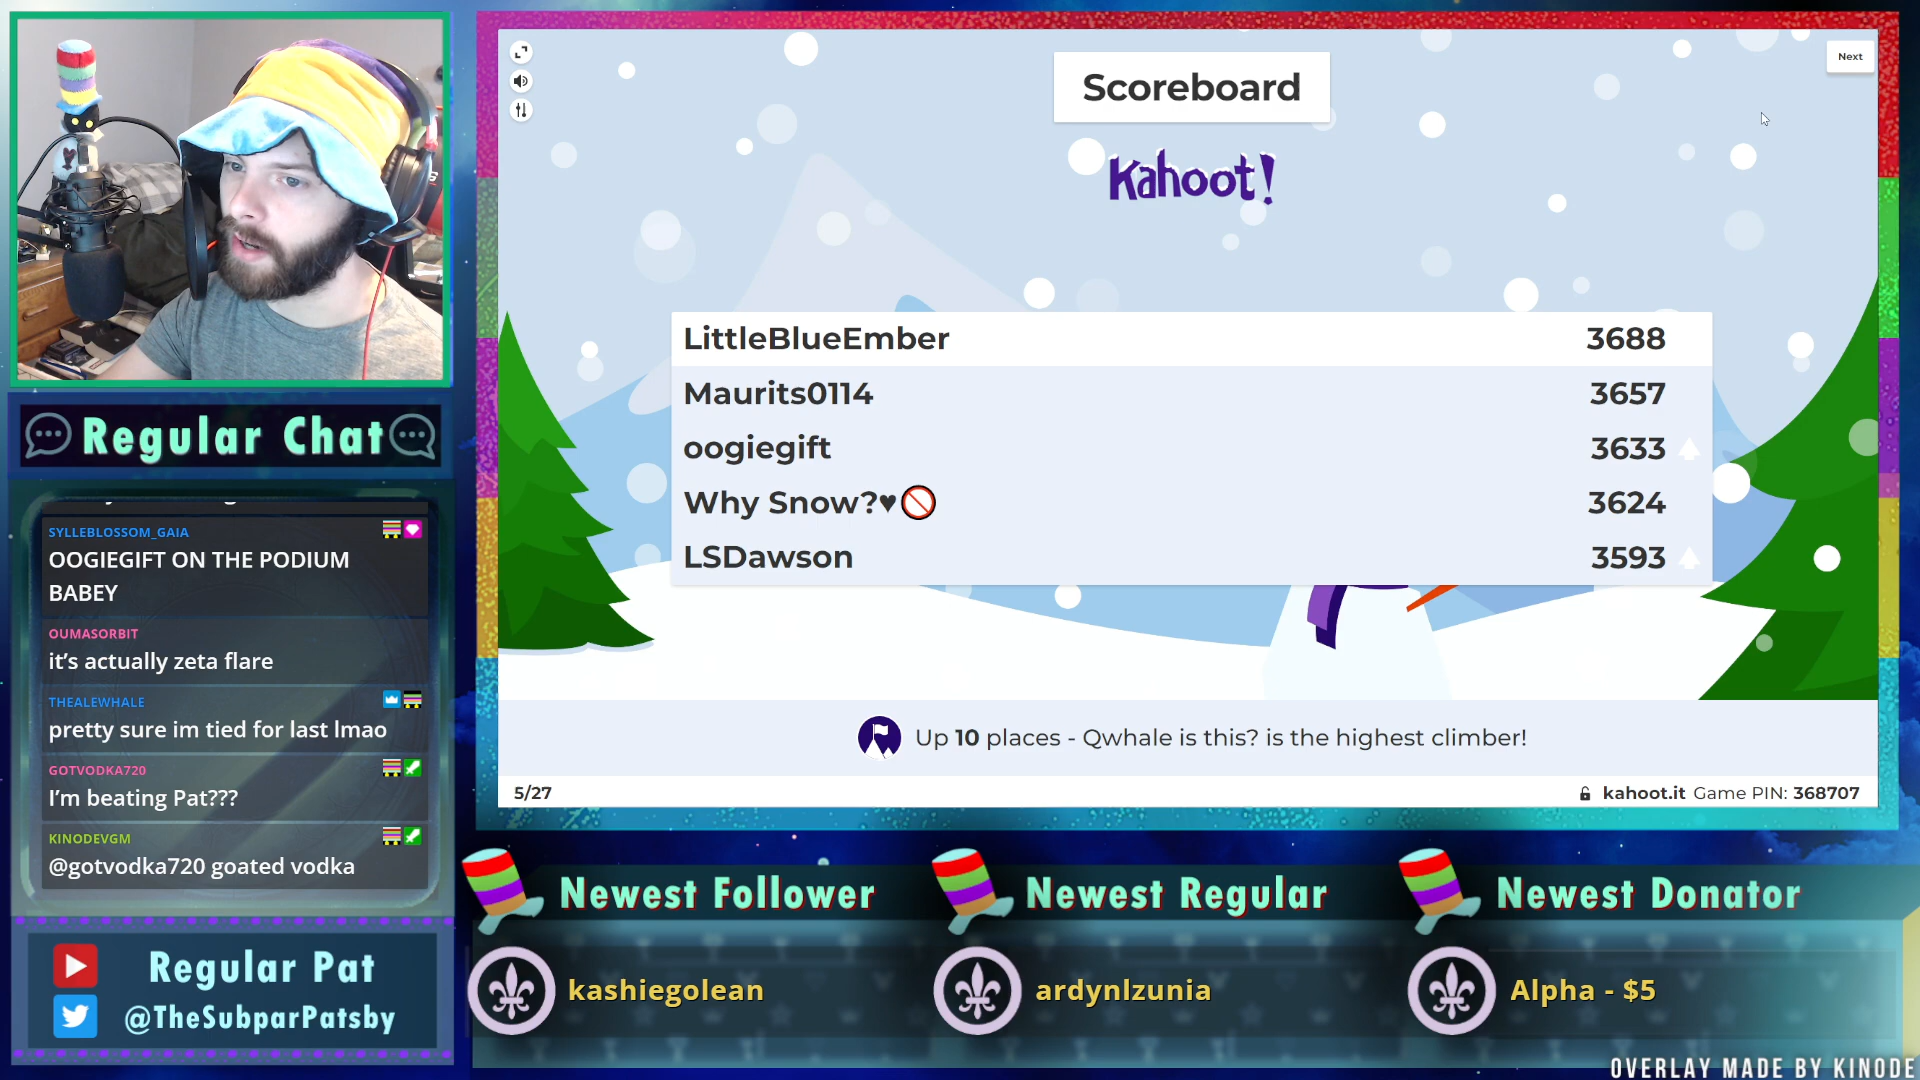 Scoreboard
Next
Kahoot!
LittleBlueEmber 3688
Maurits0114 3657
oogiegift 3633
Why Snow?♥🚫 3624
LSDawson 3593
Up 10 places - Qwhale is this? is the highest climber!
5/27
kahoot.it Game PIN: 368707
Regular Chat
SYLLEBLOSSOM_GAIA
OOGIEGIFT ON THE PODIUM
BABEY
OUMASORBIT
it's actually zeta flare
THEALEWHALE
pretty sure im tied for last lmao
GOTVODKA720
I'm beating Pat???
KINODEVGM
@gotvodka720 goated vodka
Regular Pat
@TheSubparPatsby
Newest Follower
kashiegolean
Newest Regular
ardynlzunia
Newest Donator
Alpha - $5
OVERLAY MADE BY KINODE